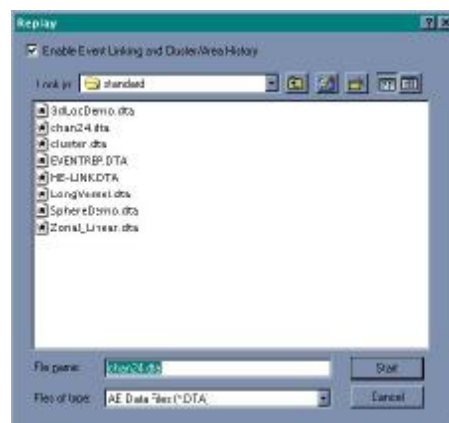 Replay
Enable Event Linking and Cluster/Area History
Look in: standard
3dLocDemo.dta
chan24.dta
cluster.dta
EVENTREP.DTA
HE-LINK.DTA
LongVessel.dta
SphereDemo.dta
Zonal_Linear.dta
File name: chan24.dta Start
Files of type: AE Data Files (*.DTA) Cancel